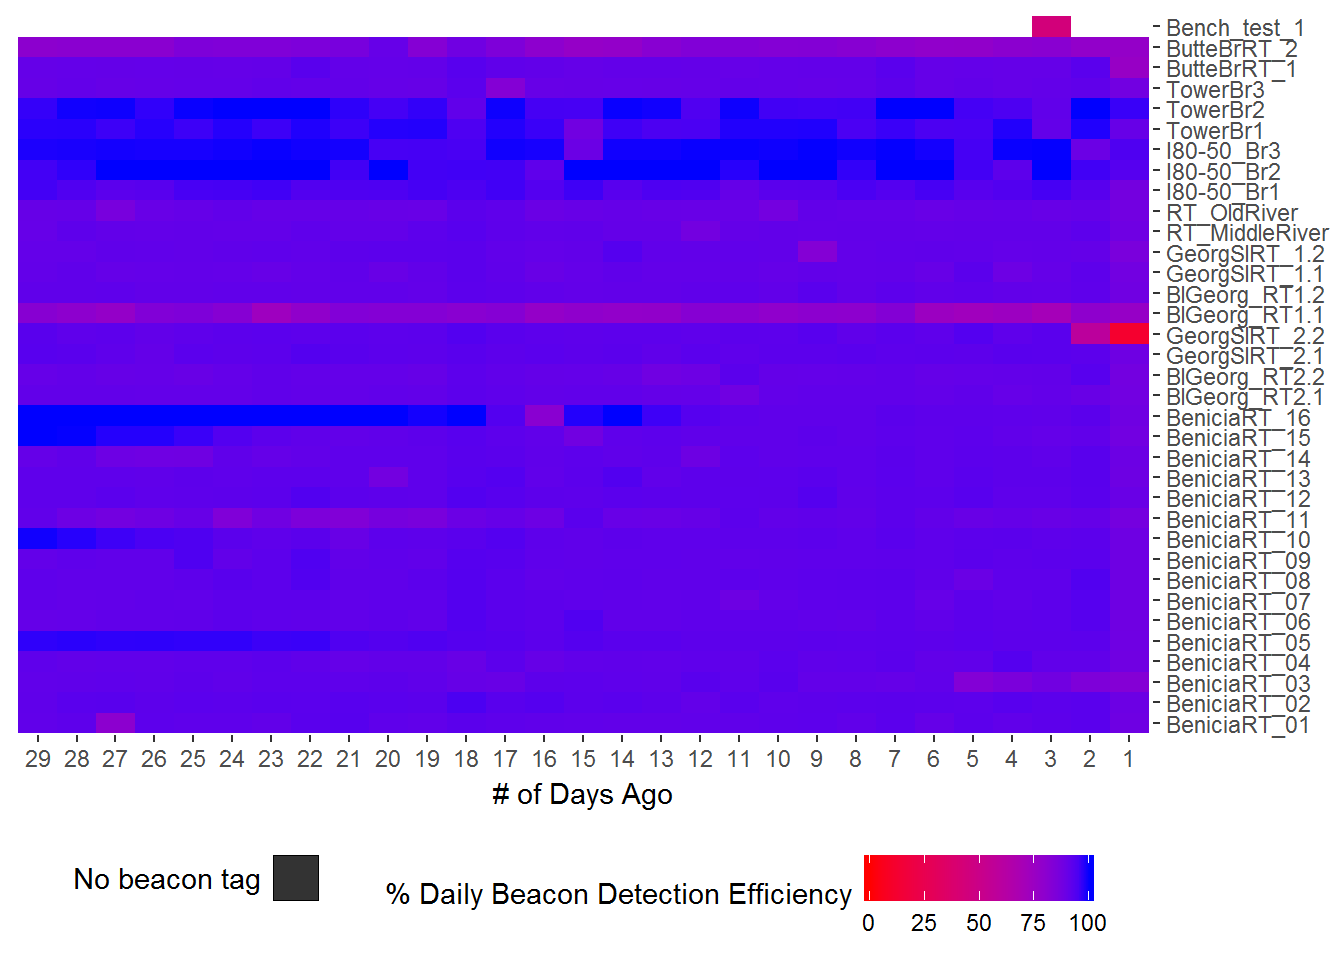 Bench_test_1
ButteBrRT_2
ButteBrRT_1
TowerBr3
TowerBr2
TowerBr1
I80-50_Br3
I80-50_Br2
I80-50_Br1
RT_OldRiver
RT_MiddleRiver
GeorgSlRT_1.2
GeorgSlRT_1.1
BlGeorg_RT1.2
BlGeorg_RT1.1
GeorgSlRT_2.2
GeorgSlRT_2.1
BlGeorg_RT2.2
BlGeorg_RT2.1
BeniciaRT_16
BeniciaRT_15
BeniciaRT_14
BeniciaRT_13
BeniciaRT_12
BeniciaRT_11
BeniciaRT_10
BeniciaRT_09
BeniciaRT_08
BeniciaRT_07
BeniciaRT_06
BeniciaRT_05
BeniciaRT_04
BeniciaRT_03
BeniciaRT_02
BeniciaRT_01
29 28 27 26 25 24 23 22 21 20 19 18 17 16 15 14 13 12 11 10 9 8 7 6 5 4 3 2 1
# of Days Ago
No beacon tag
% Daily Beacon Detection Efficiency
0 25 50 75 100